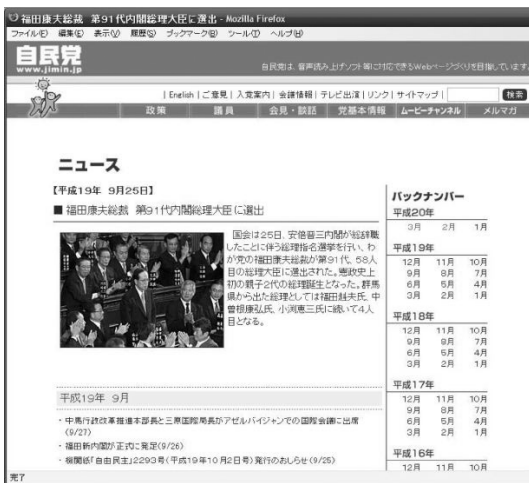 福田康夫総裁 第91代内閣総理大臣に選出 - Mozilla Firefox
ファイル(F) 編集(E) 表示(V) 履歴(S) ブックマーク(B) ツール(T) ヘルプ(H)
自民党
www.jimin.jp
自民党は、音声読み上げソフト等に対応できるWebページづくりを目指しています。
| English | ご意見 | 入党案内 | 会議情報 | テレビ出演 | リンク | サイトマップ | 検索
政策 議員 会見・談話 党基本情報 ムービーチャンネル メルマガ
ニュース
【平成19年 9月25日】
■ 福田康夫総裁 第91代内閣総理大臣に選出
国会は25日、安倍晋三内閣が総辞職
したことに伴う総理指名選挙を行い、わ
が党の福田康夫総裁が第91代、58人
目の総理大臣に選出された。憲政史上
初の親子2代の総理誕生となった。群馬
県から出た総理としては福田赳夫氏、中
曽根康弘氏、小渕恵三氏に続いて4人
目となる。
平成19年 9月
・中馬行政改革推進本部長と三原国際局長がアゼルバイジャンでの国際会議に出席
(9/27)
・福田新内閣が正式に発足(9/26)
・機関紙「自由民主」2293号(平成19年10月2日号)発行のおしらせ(9/25)
バックナンバー
平成20年
3月 2月 1月
平成19年
12月 11月 10月
9月 8月 7月
6月 5月 4月
3月 2月 1月
平成18年
12月 11月 10月
9月 8月 7月
6月 5月 4月
3月 2月 1月
平成17年
12月 11月 10月
9月 8月 7月
6月 5月 4月
3月 2月 1月
平成16年
12月 11月 10月
完了